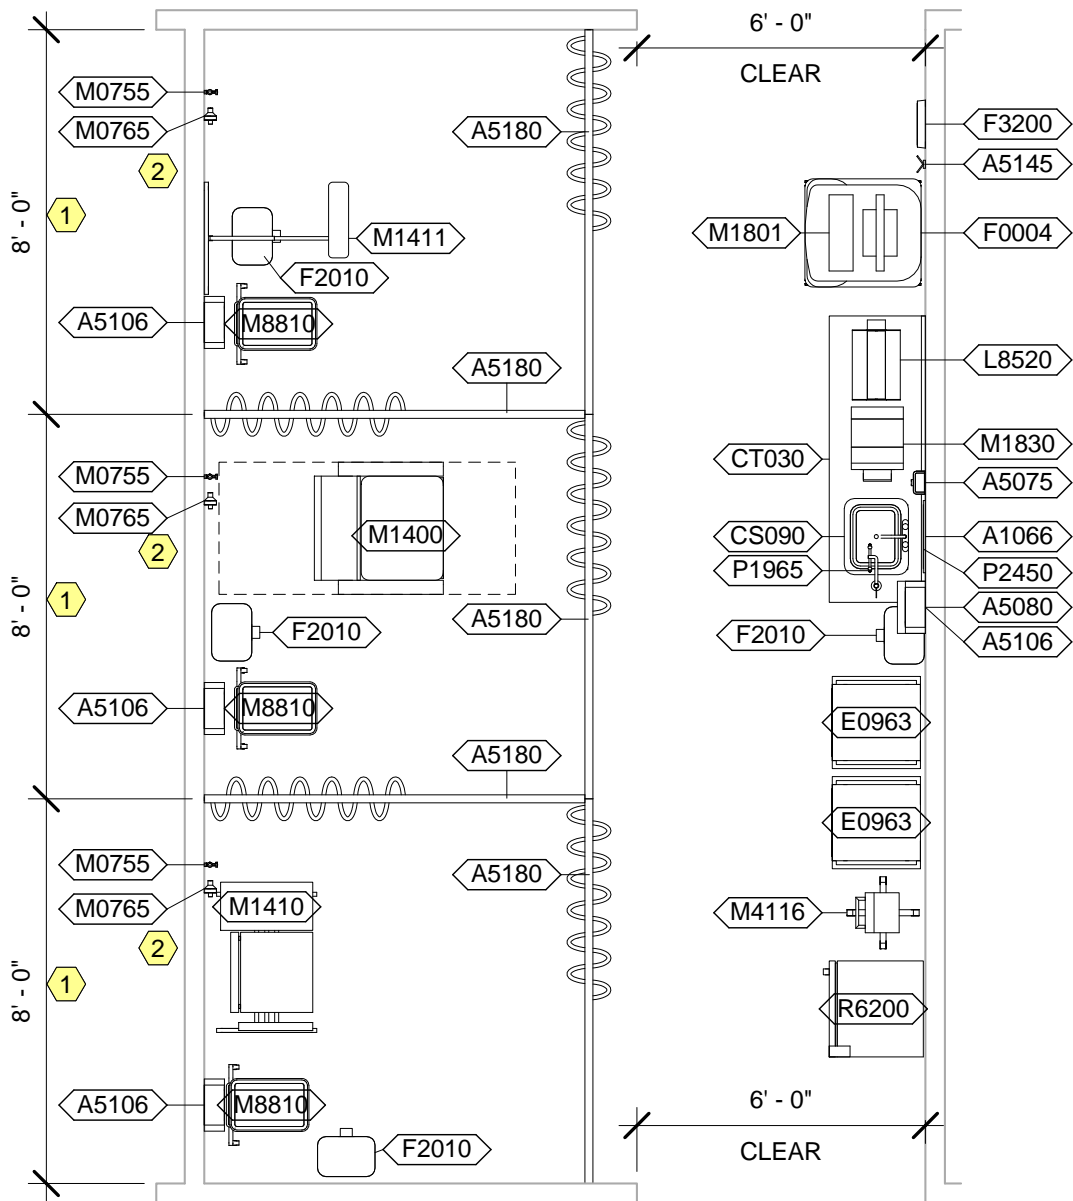 6' - 0"
CLEAR
M0755
M0765
2
8' - 0"
1
A5180
M1411
F2010
A5106
M8810
A5180
F3200
A5145
M1801
F0004
L8520
M1830
CT030
A5075
CS090
A1066
P1965
P2450
A5080
F2010
A5106
M0755
M0765
2
8' - 0"
1
M1400
F2010
A5180
A5106
M8810
A5180
E0963
E0963
M4116
R6200
M0755
M0765
2
8' - 0"
1
M1410
A5180
A5106
M8810
F2010
6' - 0"
CLEAR